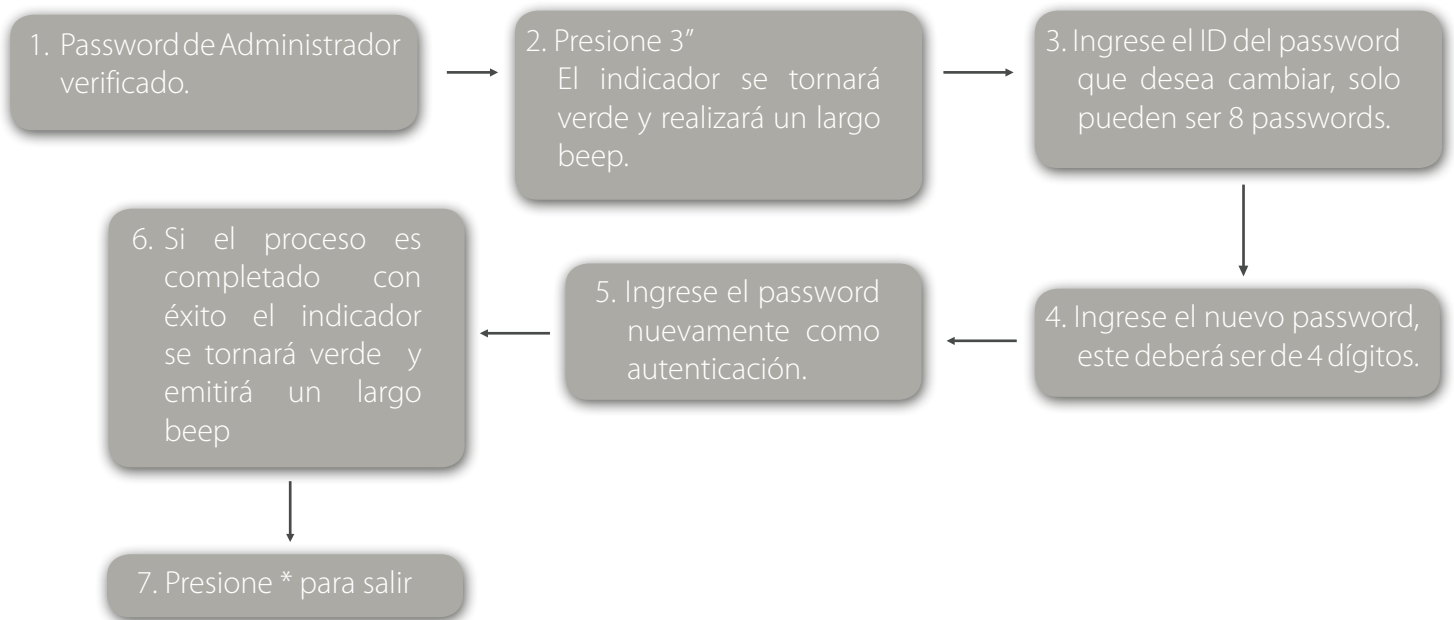 1. Password de Administrador
verificado.
2. Presione 3"
El indicador se tornará
verde y realizará un largo
beep.
3. Ingrese el ID del password
que desea cambiar, solo
pueden ser 8 passwords.
4. Ingrese el nuevo password,
este deberá ser de 4 dígitos.
5. Ingrese el password
nuevamente como
autenticación.
6. Si el proceso es
completado con
éxito el indicador
se tornará verde y
emitirá un largo
beep
7. Presione * para salir